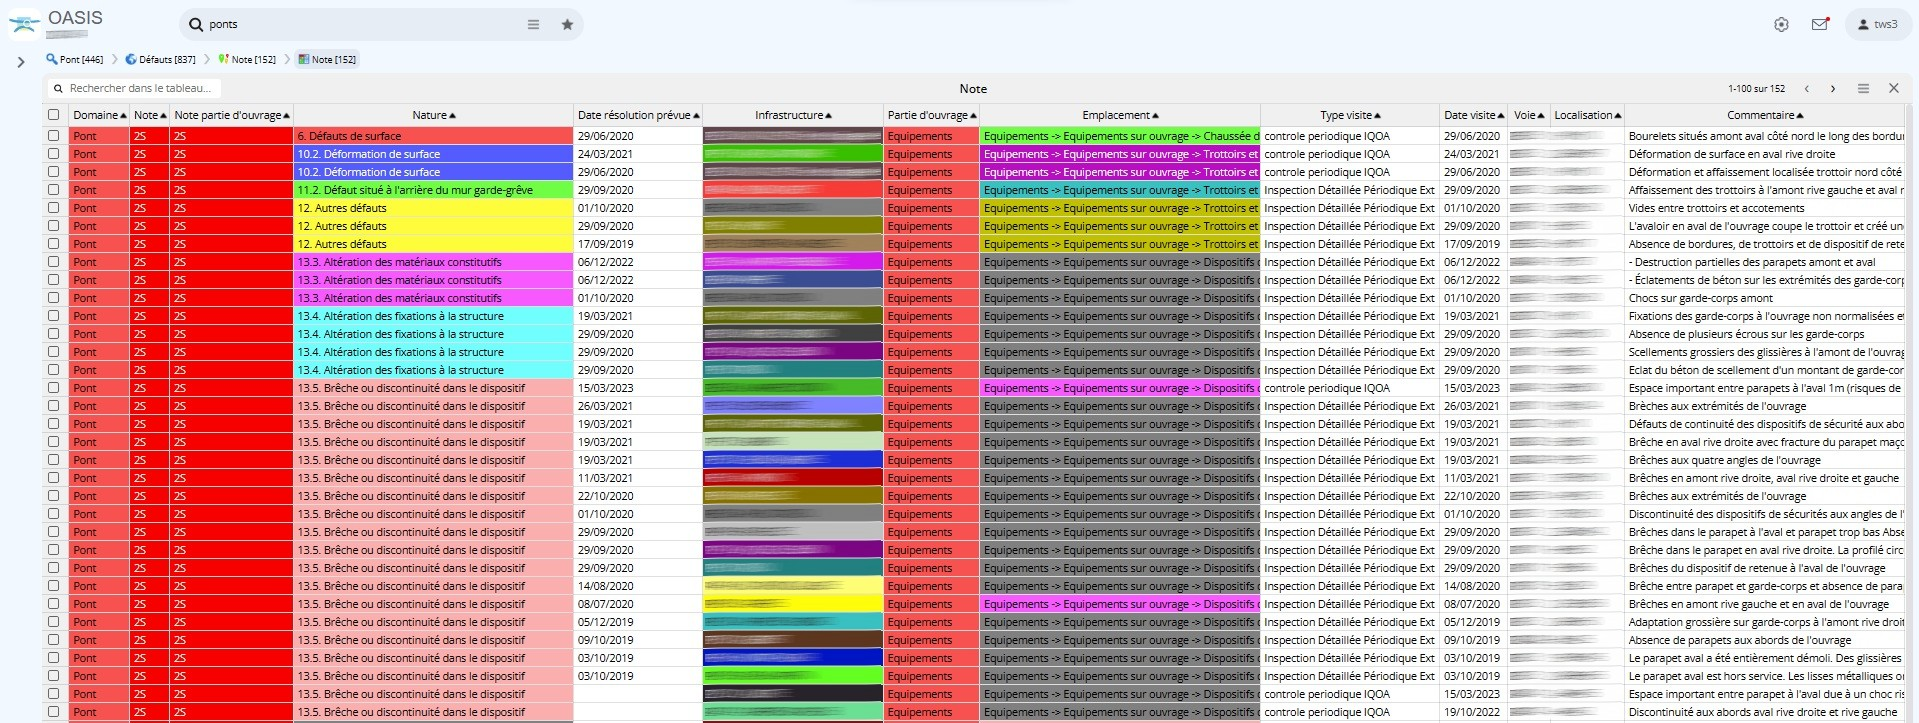 OASIS
ponts
tws3
Pont [446] Défauts [837] Note [152] Note [152]
Rechercher dans le tableau... Note 1-100 sur 152
Domaine Note Note partie d'ouvrage Nature Date résolution prévue Infrastructure Partie d'ouvrage Emplacement Type visite Date visite Voie Localisation Commentaire
Pont 2S 2S 6. Défauts de surface 29/06/2020 Equipements Equipements -> Equipements sur ouvrage -> Chaussée d controle periodique IQOA 29/06/2020 Bourelets situés amont aval côté nord le long des bordu
Pont 2S 2S 10.2. Déformation de surface 24/03/2021 Equipements Equipements -> Equipements sur ouvrage -> Trottoirs et controle periodique IQOA 24/03/2021 Déformation de surface en aval rive droite
Pont 2S 2S 10.2. Déformation de surface 29/06/2020 Equipements Equipements -> Equipements sur ouvrage -> Trottoirs et controle periodique IQOA 29/06/2020 Déformation et affaissement localisée trottoir nord côté
Pont 2S 2S 11.2. Défaut situé à l'arrière du mur garde-grêve 29/09/2020 Equipements Equipements -> Equipements sur ouvrage -> Trottoirs et Inspection Détaillée Périodique Ext 29/09/2020 Affaissement des trottoirs à l'amont rive gauche et aval r
Pont 2S 2S 12. Autres défauts 01/10/2020 Equipements Equipements -> Equipements sur ouvrage -> Trottoirs et Inspection Détaillée Périodique Ext 01/10/2020 Vides entre trottoirs et accotements
Pont 2S 2S 12. Autres défauts 29/09/2020 Equipements Equipements -> Equipements sur ouvrage -> Trottoirs et Inspection Détaillée Périodique Ext 29/09/2020 L'avaloir en aval de l'ouvrage coupe le trottoir et créé un
Pont 2S 2S 12. Autres défauts 17/09/2019 Equipements Equipements -> Equipements sur ouvrage -> Trottoirs et Inspection Détaillée Périodique Ext 17/09/2019 Absence de bordures, de trottoirs et de dispositif de rete
Pont 2S 2S 13.3. Altération des matériaux constitutifs 06/12/2022 Equipements Equipements -> Equipements sur ouvrage -> Dispositifs Inspection Détaillée Périodique Ext 06/12/2022 - Destruction partielles des parapets amont et aval
Pont 2S 2S 13.3. Altération des matériaux constitutifs 06/12/2022 Equipements Equipements -> Equipements sur ouvrage -> Dispositifs Inspection Détaillée Périodique Ext 06/12/2022 - Éclatements de béton sur les extrémités des garde-corp
Pont 2S 2S 13.3. Altération des matériaux constitutifs 01/10/2020 Equipements Equipements -> Equipements sur ouvrage -> Dispositifs Inspection Détaillée Périodique Ext 01/10/2020 Chocs sur garde-corps amont
Pont 2S 2S 13.4. Altération des fixations à la structure 19/03/2021 Equipements Equipements -> Equipements sur ouvrage -> Dispositifs Inspection Détaillée Périodique Ext 19/03/2021 Fixations des garde-corps à l'ouvrage non normalisées et
Pont 2S 2S 13.4. Altération des fixations à la structure 29/09/2020 Equipements Equipements -> Equipements sur ouvrage -> Dispositifs Inspection Détaillée Périodique Ext 29/09/2020 Absence de plusieurs écrous sur les garde-corps
Pont 2S 2S 13.4. Altération des fixations à la structure 29/09/2020 Equipements Equipements -> Equipements sur ouvrage -> Dispositifs Inspection Détaillée Périodique Ext 29/09/2020 Scellements grossiers des glissières à l'amont de l'ouvrag
Pont 2S 2S 13.4. Altération des fixations à la structure 29/09/2020 Equipements Equipements -> Equipements sur ouvrage -> Dispositifs Inspection Détaillée Périodique Ext 29/09/2020 Eclat du béton de scellement d'un montant de garde-cor
Pont 2S 2S 13.5. Brêche ou discontinuité dans le dispositif 15/03/2023 Equipements Equipements -> Equipements sur ouvrage -> Dispositifs controle periodique IQOA 15/03/2023 Espace important entre parapets à l'aval 1m (risques de
Pont 2S 2S 13.5. Brêche ou discontinuité dans le dispositif 26/03/2021 Equipements Equipements -> Equipements sur ouvrage -> Dispositifs Inspection Détaillée Périodique Ext 26/03/2021 Brèches aux extrémités de l'ouvrage
Pont 2S 2S 13.5. Brêche ou discontinuité dans le dispositif 19/03/2021 Equipements Equipements -> Equipements sur ouvrage -> Dispositifs Inspection Détaillée Périodique Ext 19/03/2021 Défauts de continuité des dispositifs de sécurité aux abo
Pont 2S 2S 13.5. Brêche ou discontinuité dans le dispositif 19/03/2021 Equipements Equipements -> Equipements sur ouvrage -> Dispositifs Inspection Détaillée Périodique Ext 19/03/2021 Brêche en aval rive droite avec fracture du parapet maço
Pont 2S 2S 13.5. Brêche ou discontinuité dans le dispositif 19/03/2021 Equipements Equipements -> Equipements sur ouvrage -> Dispositifs Inspection Détaillée Périodique Ext 19/03/2021 Brêches aux quatre angles de l'ouvrage
Pont 2S 2S 13.5. Brêche ou discontinuité dans le dispositif 11/03/2021 Equipements Equipements -> Equipements sur ouvrage -> Dispositifs Inspection Détaillée Périodique Ext 11/03/2021 Brêches en amont rive droite, aval rive droite et gauche
Pont 2S 2S 13.5. Brêche ou discontinuité dans le dispositif 22/10/2020 Equipements Equipements -> Equipements sur ouvrage -> Dispositifs Inspection Détaillée Périodique Ext 22/10/2020 Brêches aux extrémités de l'ouvrage
Pont 2S 2S 13.5. Brêche ou discontinuité dans le dispositif 01/10/2020 Equipements Equipements -> Equipements sur ouvrage -> Dispositifs Inspection Détaillée Périodique Ext 01/10/2020 Discontinuité des dispositifs de sécurités aux angles de l'
Pont 2S 2S 13.5. Brêche ou discontinuité dans le dispositif 29/09/2020 Equipements Equipements -> Equipements sur ouvrage -> Dispositifs Inspection Détaillée Périodique Ext 29/09/2020 Brêches dans le parapet à l'aval et parapet trop bas Abse
Pont 2S 2S 13.5. Brêche ou discontinuité dans le dispositif 29/09/2020 Equipements Equipements -> Equipements sur ouvrage -> Dispositifs Inspection Détaillée Périodique Ext 29/09/2020 Brêche dans le parapet en aval rive droite. La profilé circ
Pont 2S 2S 13.5. Brêche ou discontinuité dans le dispositif 29/09/2020 Equipements Equipements -> Equipements sur ouvrage -> Dispositifs Inspection Détaillée Périodique Ext 29/09/2020 Brêches du dispositif de retenue à l'aval de l'ouvrage
Pont 2S 2S 13.5. Brêche ou discontinuité dans le dispositif 14/08/2020 Equipements Equipements -> Equipements sur ouvrage -> Dispositifs Inspection Détaillée Périodique Ext 14/08/2020 Brêche entre parapet et garde-corps et absence de para
Pont 2S 2S 13.5. Brêche ou discontinuité dans le dispositif 08/07/2020 Equipements Equipements -> Equipements sur ouvrage -> Dispositifs Inspection Détaillée Périodique Ext 08/07/2020 Brêches en amont rive gauche et en aval de l'ouvrage
Pont 2S 2S 13.5. Brêche ou discontinuité dans le dispositif 05/12/2019 Equipements Equipements -> Equipements sur ouvrage -> Dispositifs Inspection Détaillée Périodique Ext 05/12/2019 Adaptation grossière sur garde-corps à l'amont rive droit
Pont 2S 2S 13.5. Brêche ou discontinuité dans le dispositif 09/10/2019 Equipements Equipements -> Equipements sur ouvrage -> Dispositifs Inspection Détaillée Périodique Ext 09/10/2019 Absence de parapets aux abords de l'ouvrage
Pont 2S 2S 13.5. Brêche ou discontinuité dans le dispositif 03/10/2019 Equipements Equipements -> Equipements sur ouvrage -> Dispositifs Inspection Détaillée Périodique Ext 03/10/2019 Le parapet aval a été entièrement démoli. Des glissières
Pont 2S 2S 13.5. Brêche ou discontinuité dans le dispositif 03/10/2019 Equipements Equipements -> Equipements sur ouvrage -> Dispositifs Inspection Détaillée Périodique Ext 03/10/2019 Le parapet aval est hors service. Les lisses métalliques o
Pont 2S 2S 13.5. Brêche ou discontinuité dans le dispositif Equipements Equipements -> Equipements sur ouvrage -> Dispositifs controle periodique IQOA 15/03/2023 Espace important entre parapet à l'aval due à un choc ris
Pont 2S 2S 13.5. Brêche ou discontinuité dans le dispositif Equipements Equipements -> Equipements sur ouvrage -> Dispositifs controle periodique IQOA 19/10/2022 Discontinuité aux abords aval rive droite et rive gauche